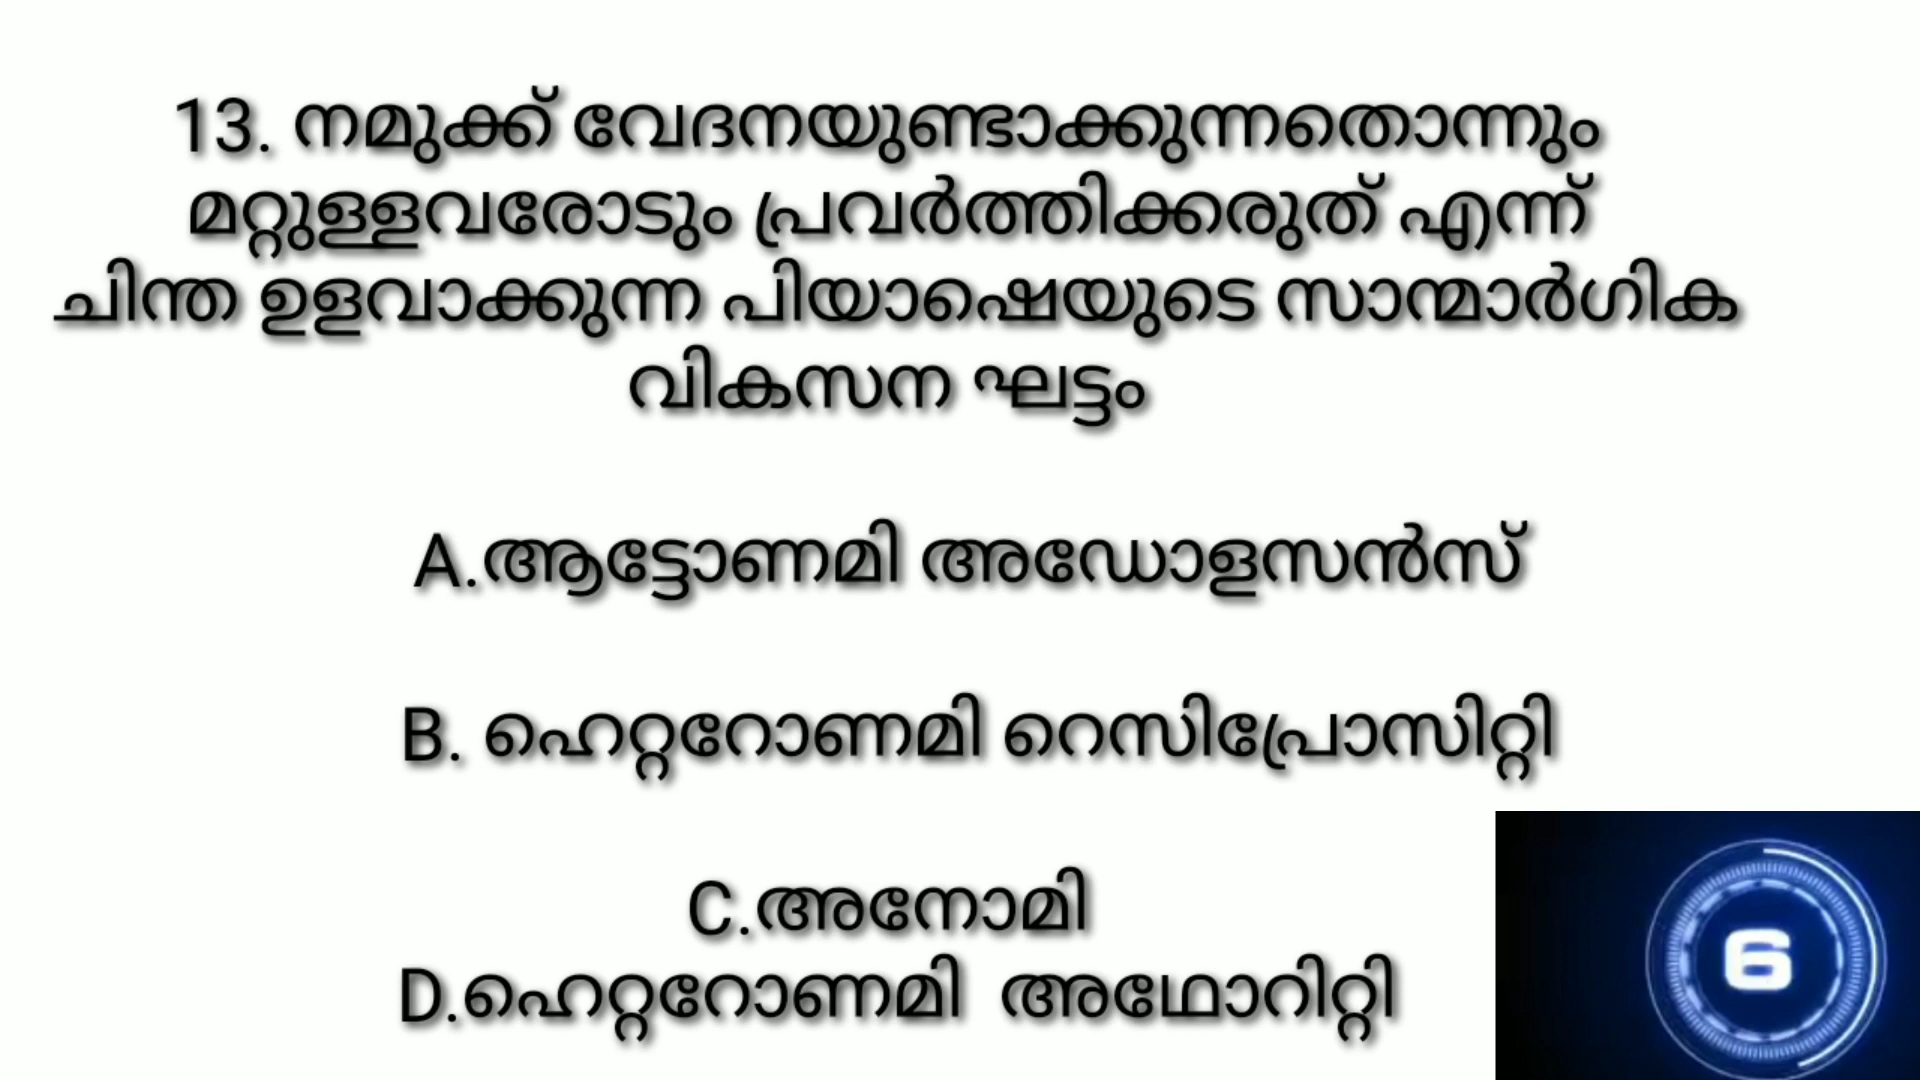 13. നമുക്ക് വേദനയുണ്ടാക്കുന്നതൊന്നും
മറ്റുള്ളവരോടും പ്രവർത്തിക്കരുത് എന്ന്
ചിന്ത ഉളവാക്കുന്ന പിയാഷെയുടെ സാന്മാർഗിക
വികസന ഘട്ടം
A.ആട്ടോണമി അഡോളസൻസ്
B. ഹെറ്ററോണമി റെസിപ്രോസിറ്റി
C.അനോമി
D.ഹെറ്ററോണമി അഥോറിറ്റി
6